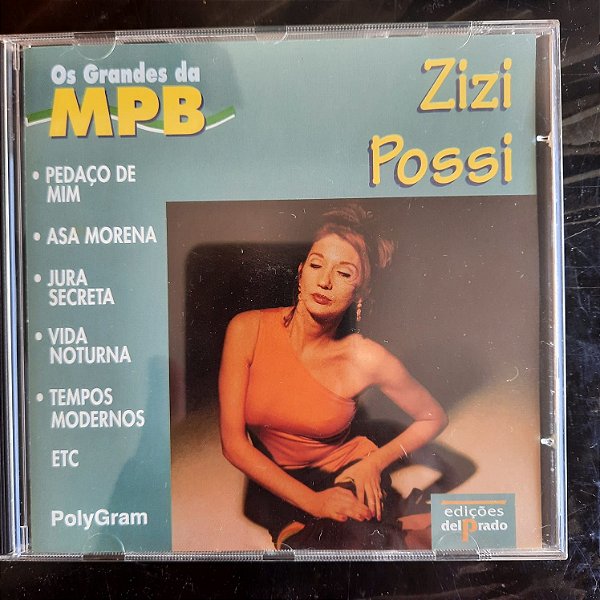 Os Grandes da
MPB
Zizi
Possi
• PEDAÇO DE
MIM
• ASA MORENA
• JURA
SECRETA
• VIDA
NOTURNA
• TEMPOS
MODERNOS
ETC
PolyGram
edições
delPrado